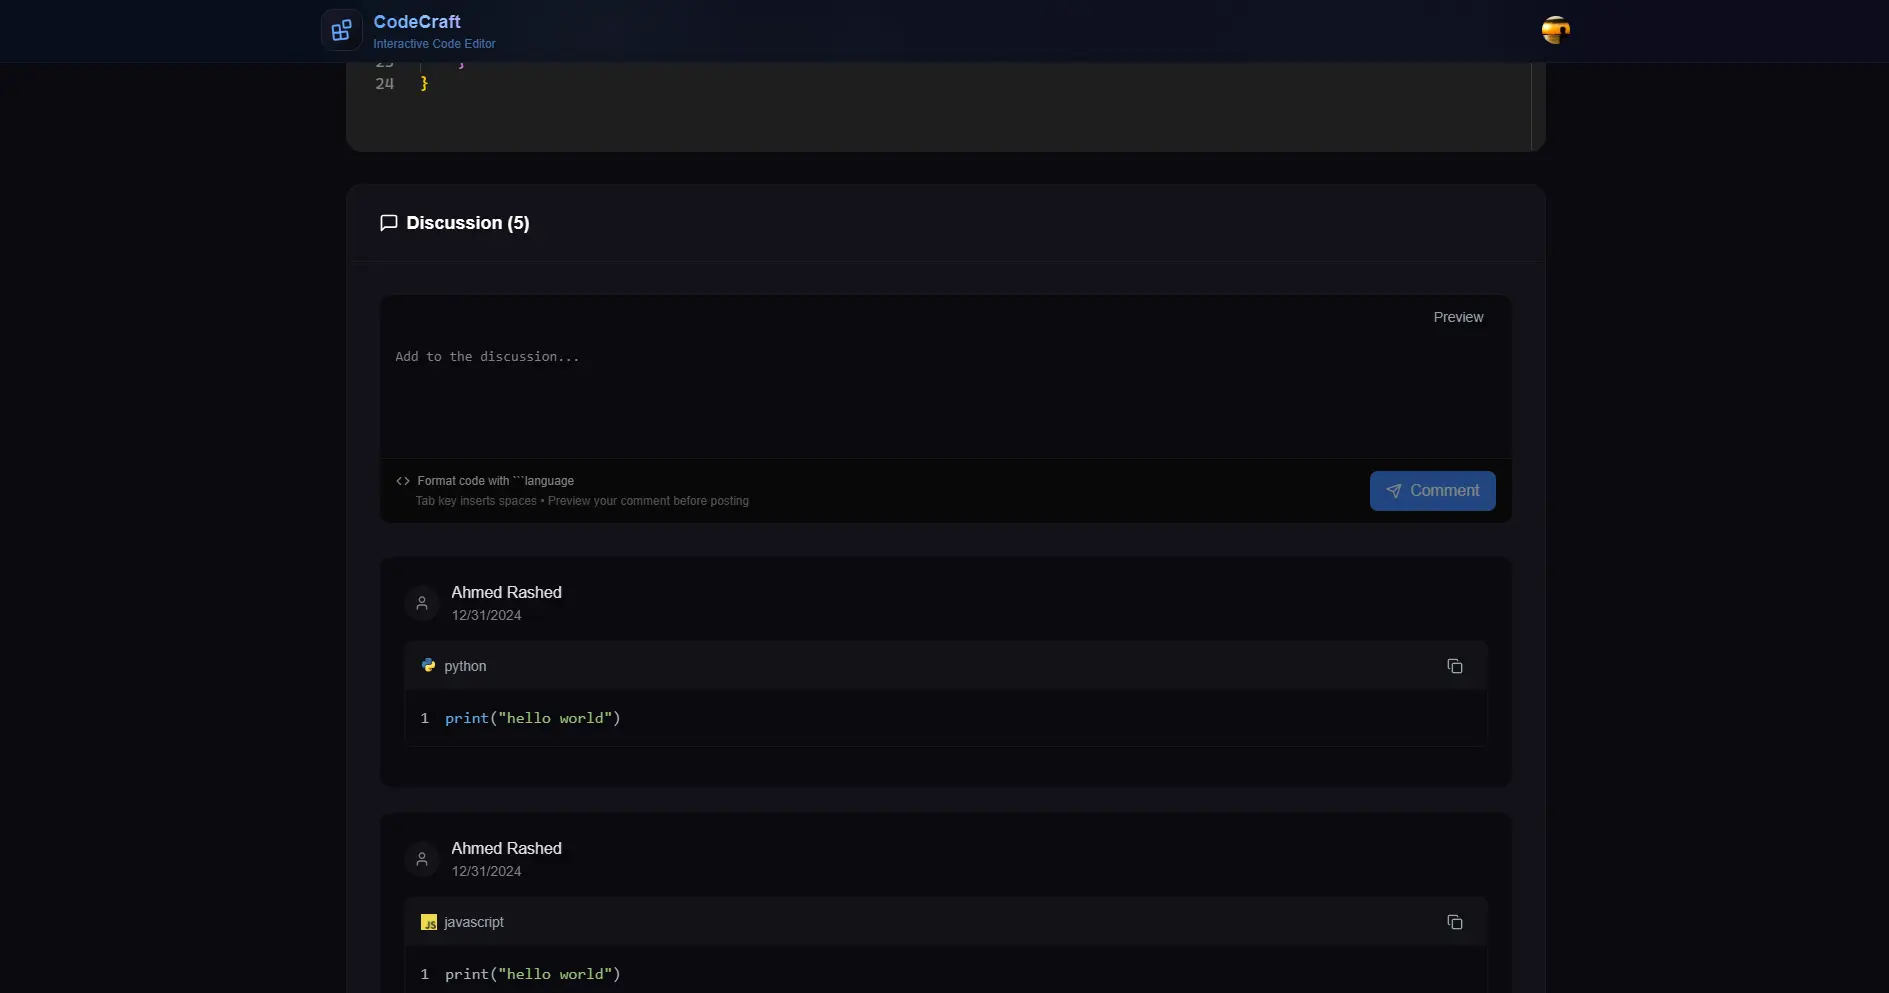 CodeCraft
Interactive Code Editor
23 }
24 }
Discussion (5)
Preview
Add to the discussion...
<> Format code with ```language
Tab key inserts spaces • Preview your comment before posting
Comment
Ahmed Rashed
12/31/2024
python
1 print("hello world")
Ahmed Rashed
12/31/2024
JS javascript
1 print("hello world")